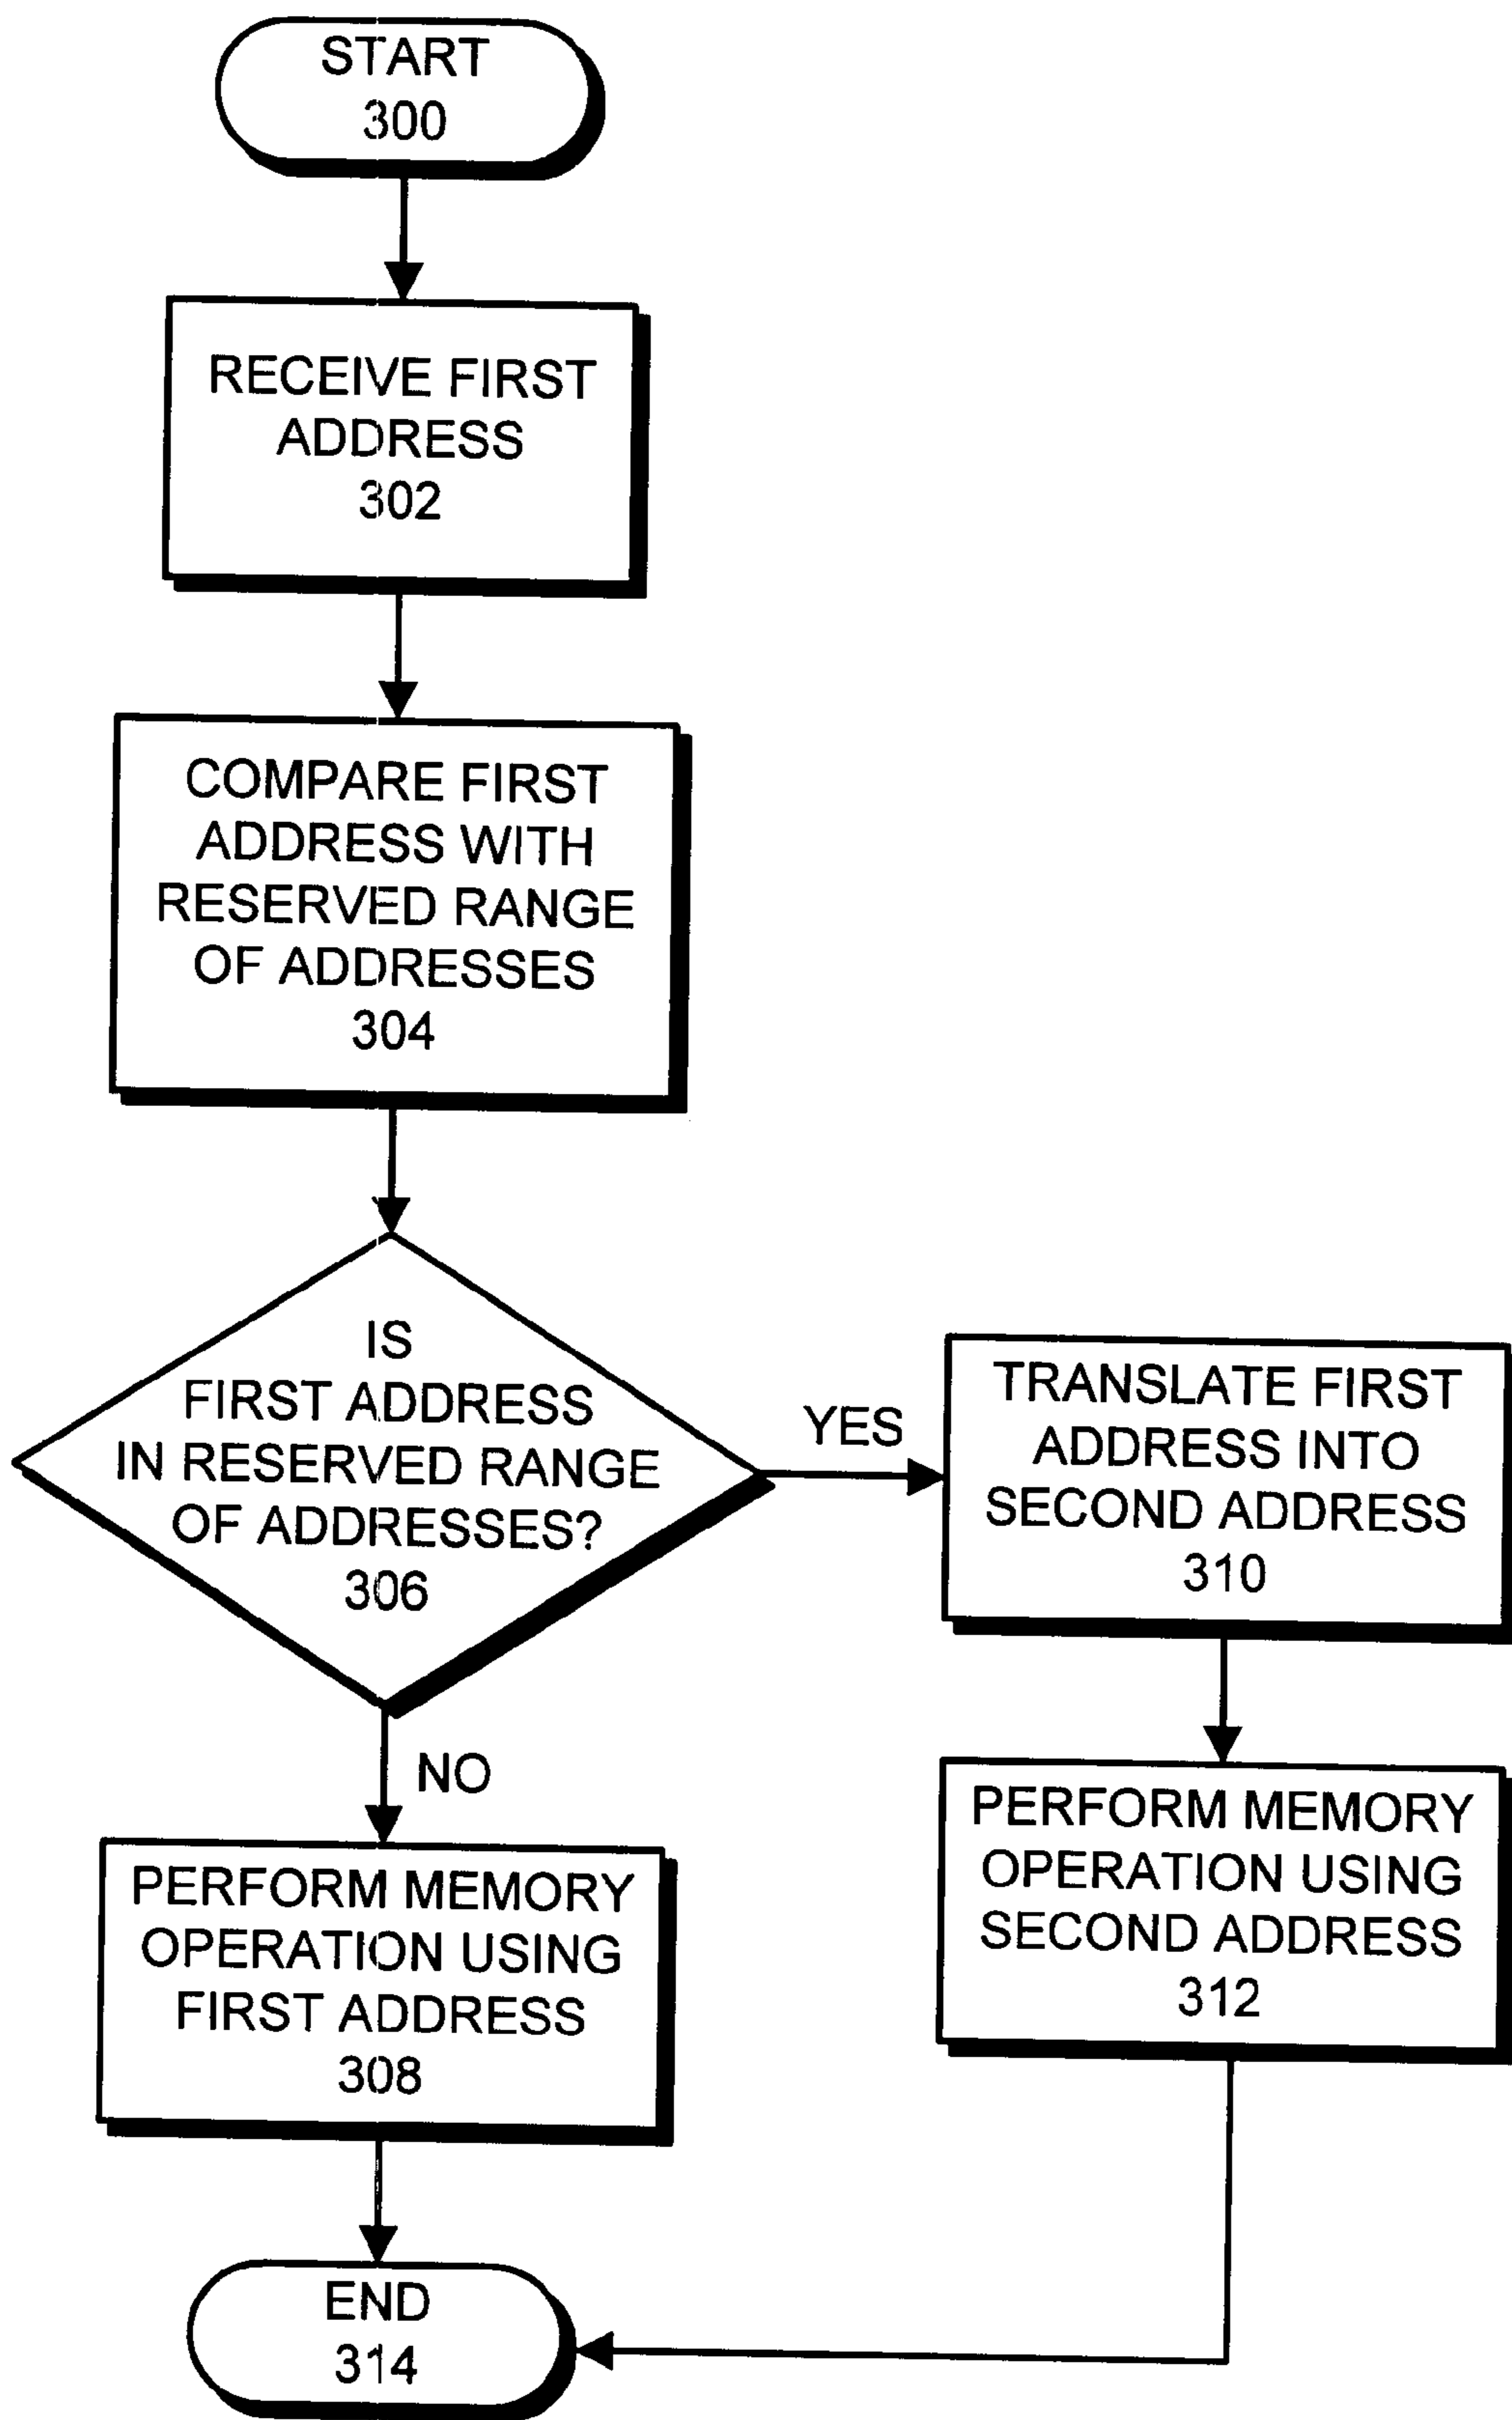 START
300
RECEIVE FIRST
ADDRESS
302
COMPARE FIRST
ADDRESS WITH
RESERVED RANGE
OF ADDRESSES
304
IS
FIRST ADDRESS
IN RESERVED RANGE
OF ADDRESSES?
306
YES
TRANSLATE FIRST
ADDRESS INTO
SECOND ADDRESS
310
NO
PERFORM MEMORY
OPERATION USING
SECOND ADDRESS
312
PERFORM MEMORY
OPERATION USING
FIRST ADDRESS
308
END
314